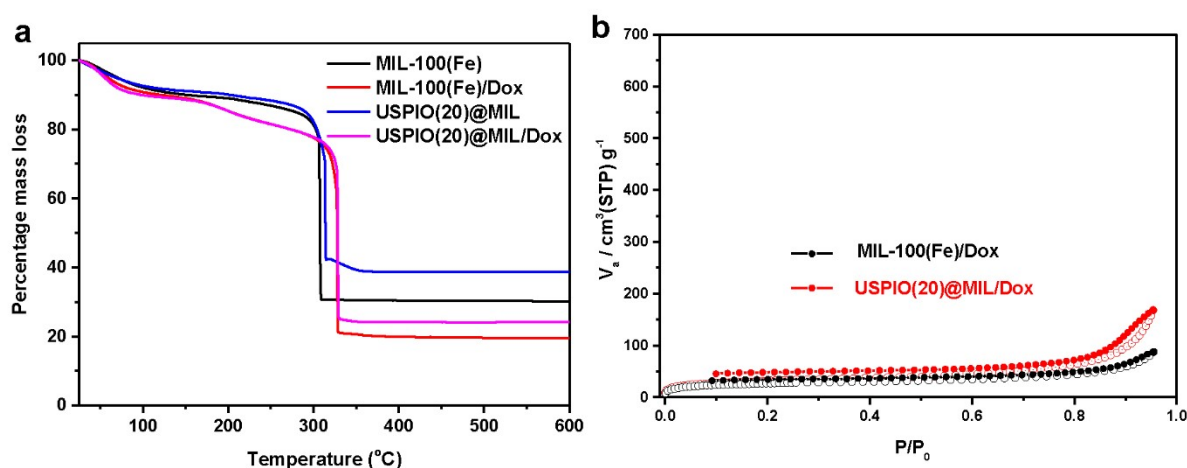 a
100
80
60
40
20
0
Percentage mass loss
MIL-100(Fe)
MIL-100(Fe)/Dox
USPIO(20)@MIL
USPIO(20)@MIL/Dox
100 200 300 400 500 600
Temperature (°C)
b
700
600
500
400
300
200
100
0
Vₐ / cm³(STP) g⁻¹
MIL-100(Fe)/Dox
USPIO(20)@MIL/Dox
0.0 0.2 0.4 0.6 0.8 1.0
P/P₀